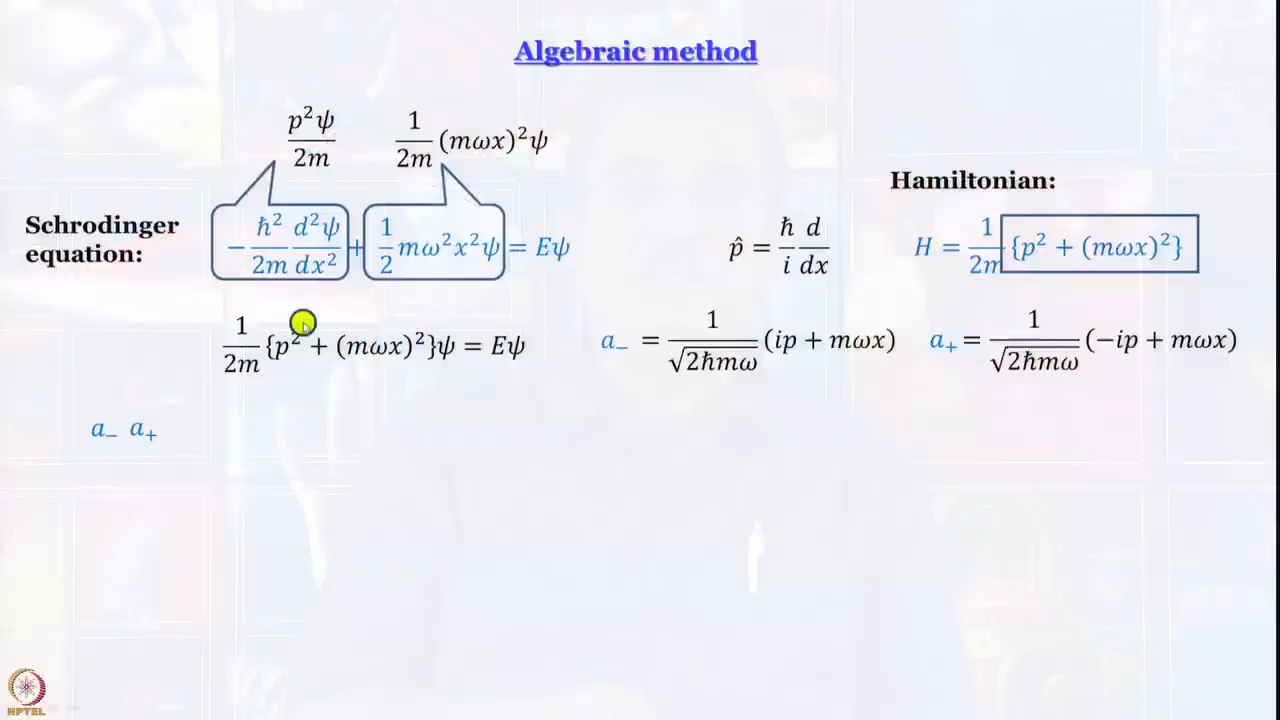 Algebraic method
p²ψ/2m
1/2m (mωx)²ψ
Hamiltonian:
Schrodinger equation:
−ħ²/2m d²ψ/dx² + 1/2 mω²x²ψ = Eψ
p̂ = ħ/i d/dx
H = 1/2m {p² + (mωx)²}
1/2m {p² + (mωx)²}ψ = Eψ
a₋ = 1/√2ħmω (ip + mωx)
a₊ = 1/√2ħmω (−ip + mωx)
a₋ a₊
NPTEL